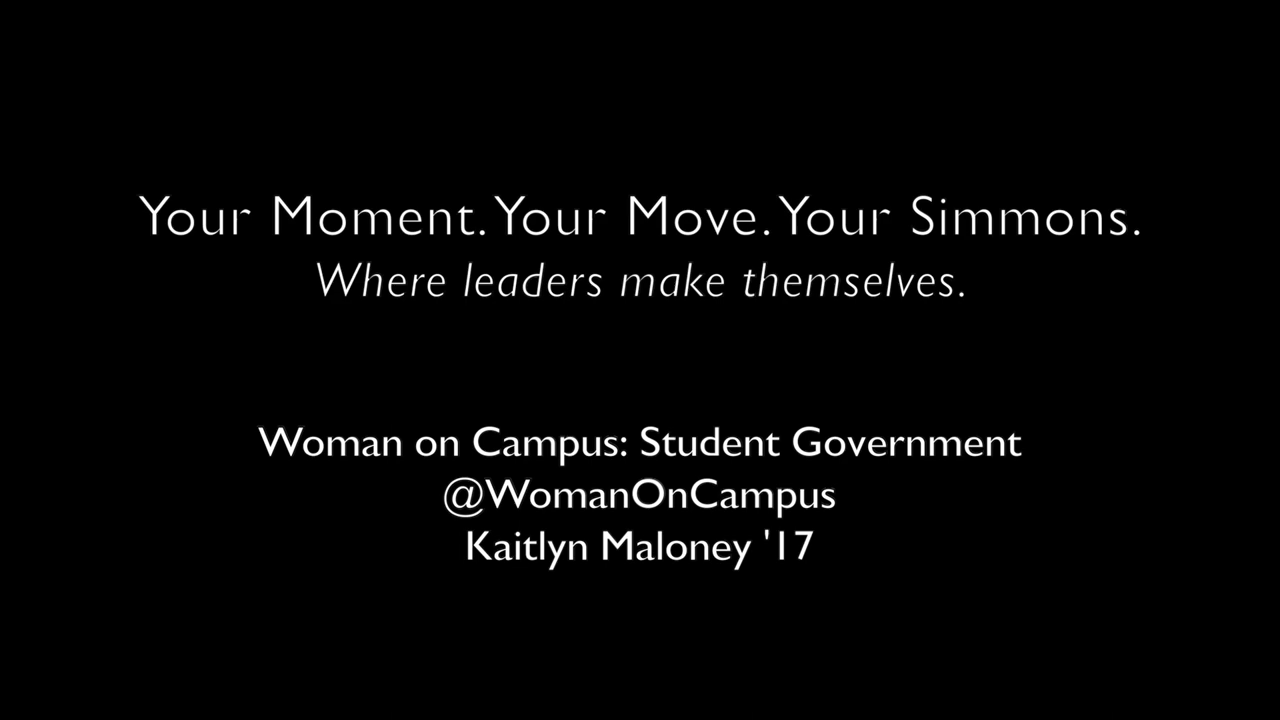 Your Moment. Your Move. Your Simmons.
Where leaders make themselves.
Woman on Campus: Student Government
@WomanOnCampus
Kaitlyn Maloney '17